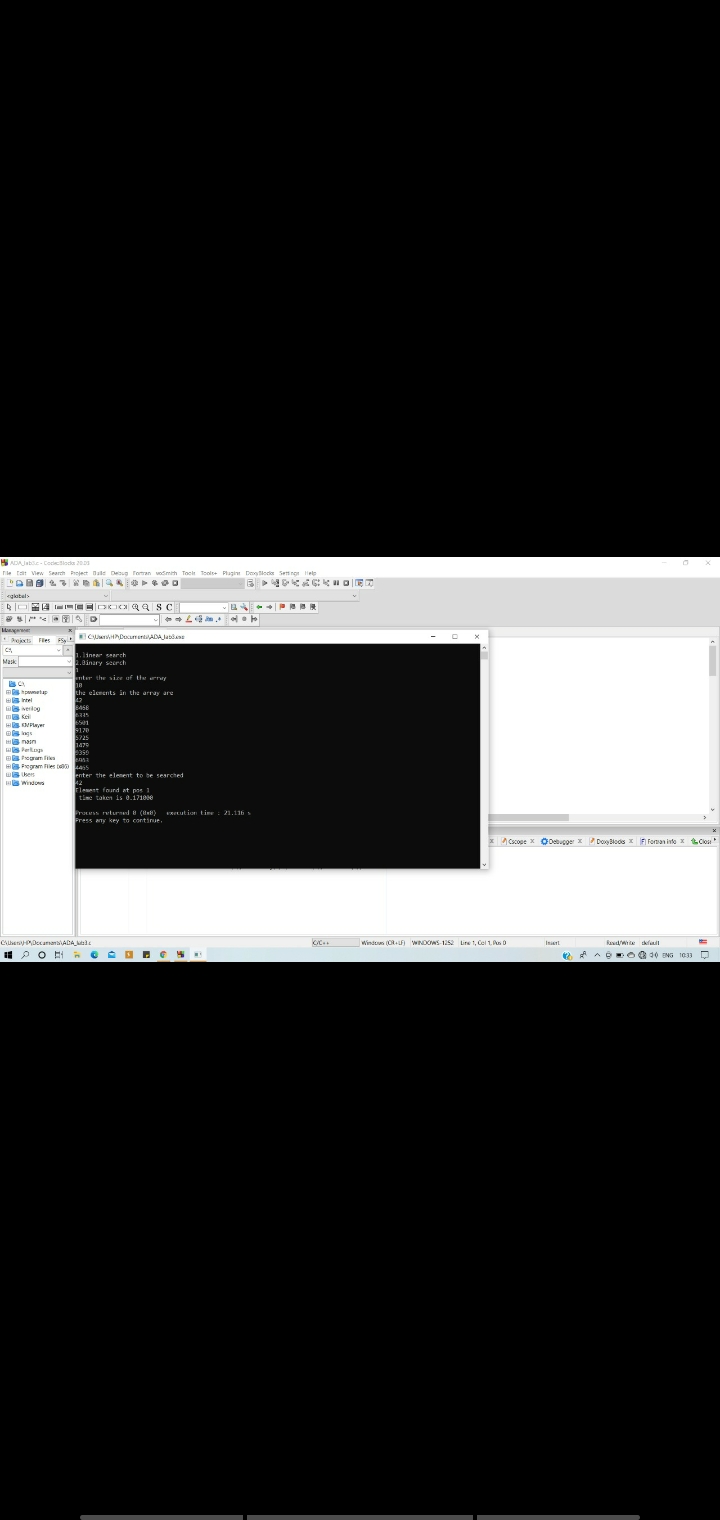 ADA_lab3.c - Code::Blocks 20.03
File Edit View Search Project Build Debug Fortran wxSmith Tools Tools+ Plugins DoxyBlocks Settings Help
<global>
S C
Management
Projects Files FSy
C:\
Mask:
C:\
hpswsetup
Intel
iverilog
Keil
KMPlayer
logs
masm
PerfLogs
Program Files
Program Files (x86)
Users
Windows
C:\Users\HP\Documents\ADA_lab3.exe
1.linear search
2.Binary search
1
enter the size of the array
10
the elements in the array are
42
8468
6335
6501
9170
5725
1479
9359
6963
4465
enter the element to be searched
42
Element found at pos 1
time taken is 0.171000
Process returned 0 (0x0) execution time : 21.116 s
Press any key to continue.
Cscope Debugger DoxyBlocks Fortran info Closi
C:\Users\HP\Documents\ADA_lab3.c C/C++ Windows (CR+LF) WINDOWS-1252 Line 1, Col 1, Pos 0 Insert Read/Write default
ENG 10:33